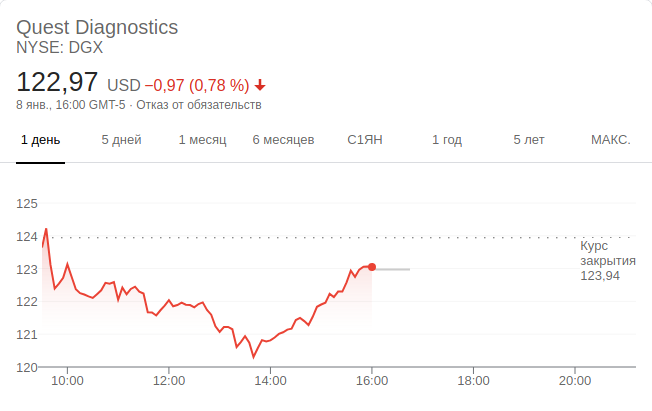 Quest Diagnostics
NYSE: DGX
122,97 USD −0,97 (0,78 %)
8 янв., 16:00 GMT-5 · Отказ от обязательств
1 день 5 дней 1 месяц 6 месяцев С1ЯН 1 год 5 лет МАКС.
125
124
Курс
закрытия
123,94
123
122
121
120
10:00 12:00 14:00 16:00 18:00 20:00